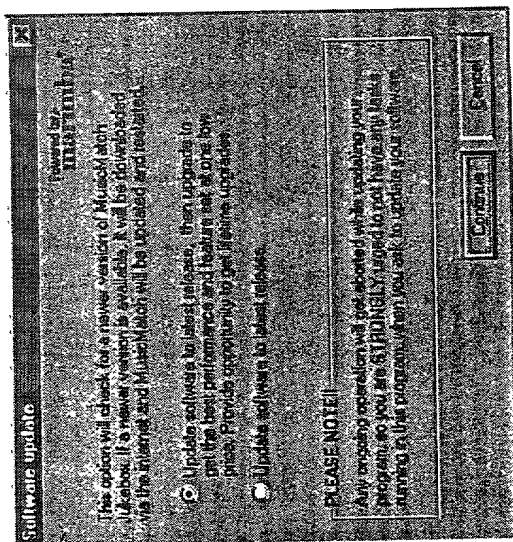 Software update
Powered by
marimba
This option will check for a newer version of MusicMatch
Jukebox. If a newer version is available, it will be downloaded
via the internet and MusicMatch will be updated and restarted.
Update software to latest release, then upgrade to
get the best performance and feature set at one low
price. Provide opportunity to get lifetime upgrades
Update software to latest release.
PLEASE NOTE!!
Any ongoing operation will get aborted while updating your
program, so you are STRONGLY urged to not have any tasks
running in this program when you ask to update your software.
Continue
Cancel